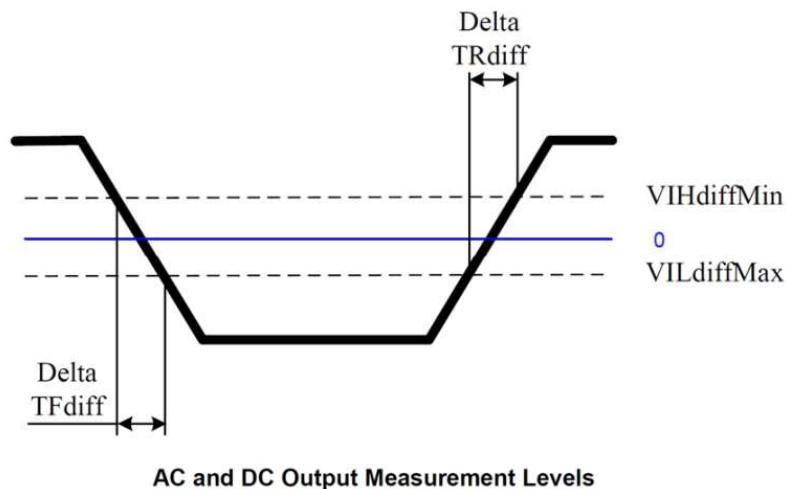 Delta
TRdiff
VIHdiffMin
0
VILdiffMax
Delta
TFdiff
AC and DC Output Measurement Levels